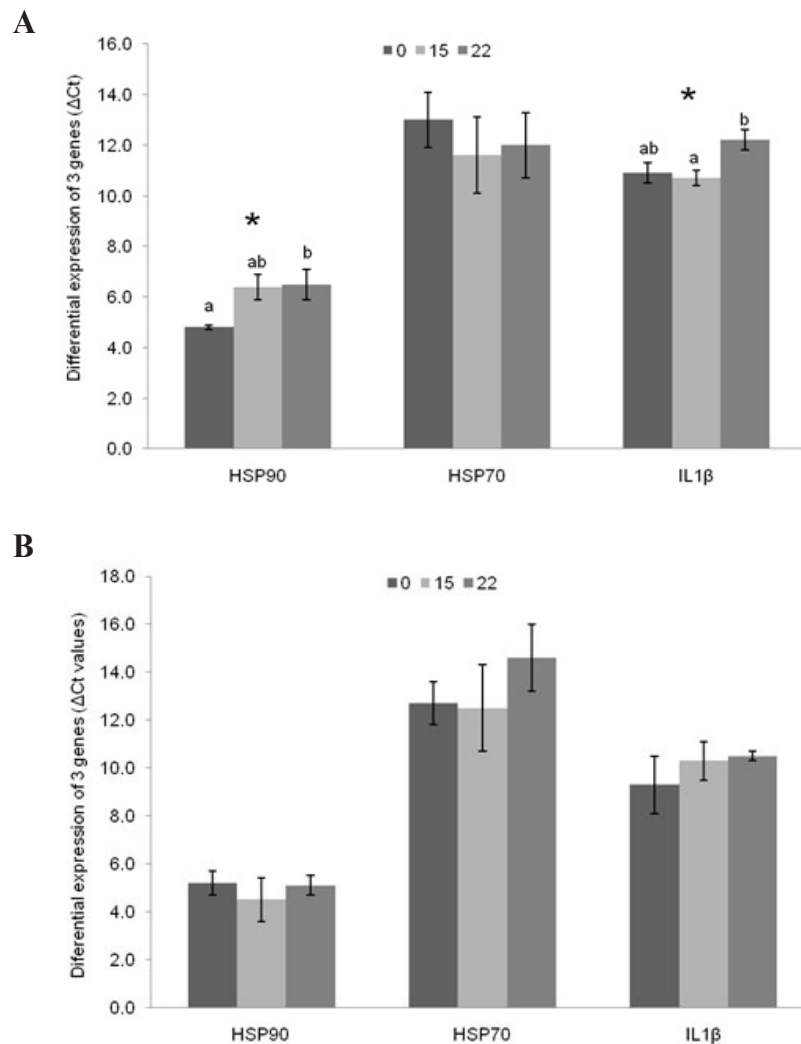 A
Differential expression of 3 genes (ΔCt)
16.0
14.0
12.0
10.0
8.0
6.0
4.0
2.0
0.0
0 15 22
* *
a ab b
ab a b
HSP90 HSP70 IL1β
B
Diferential expression of 3 genes (ΔCt values)
18.0
16.0
14.0
12.0
10.0
8.0
6.0
4.0
2.0
0.0
0 15 22
HSP90 HSP70 IL1β